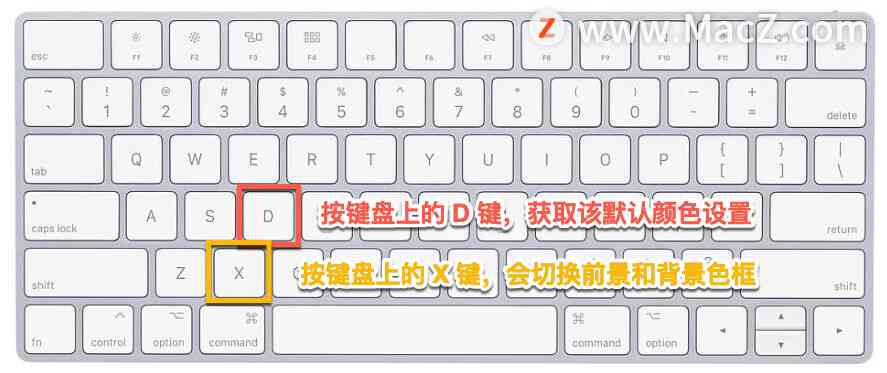 Z www.MacZ.com
esc F1 F2 F3 F4 F5 F6 F7 F8 F9 F10 F11 F12
~ ! @ # $ % ^ & * ( ) — +
` 1 2 3 4 5 6 7 8 9 0 - = delete
tab Q W E R T Y U I O P { [ } ] | \
caps lock A S D 按键盘上的 D 键，获取该默认颜色设置 return
shift Z X 按键盘上的 X 键，会切换前景和背景色框 shift
fn control option command command option